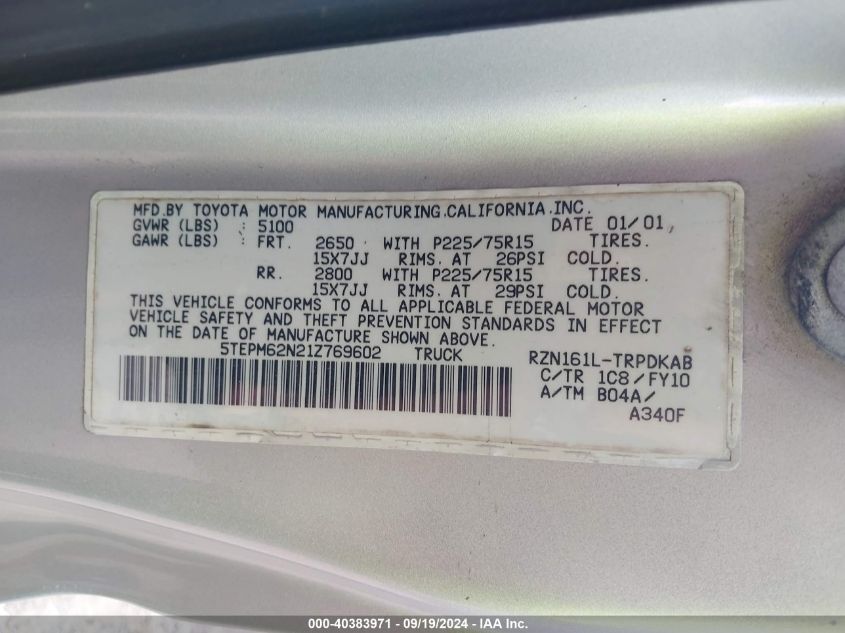 MFD.BY TOYOTA MOTOR MANUFACTURING.CALIFORNIA.INC.
GVWR (LBS) : 5100 DATE 01/01,
GAWR (LBS) : FRT. 2650 WITH P225/75R15 TIRES.
15X7JJ RIMS. AT 26PSI COLD.
RR. 2800 WITH P225/75R15 TIRES.
15X7JJ RIMS. AT 29PSI COLD.
THIS VEHICLE CONFORMS TO ALL APPLICABLE FEDERAL MOTOR
VEHICLE SAFETY AND THEFT PREVENTION STANDARDS IN EFFECT
ON THE DATE OF MANUFACTURE SHOWN ABOVE.
5TEPM62N21Z769602 TRUCK RZN161L-TRPDKAB
C/TR 1C8/FY10
A/TM B04A/
A340F
000-40383971 - 09/19/2024 - IAA Inc.